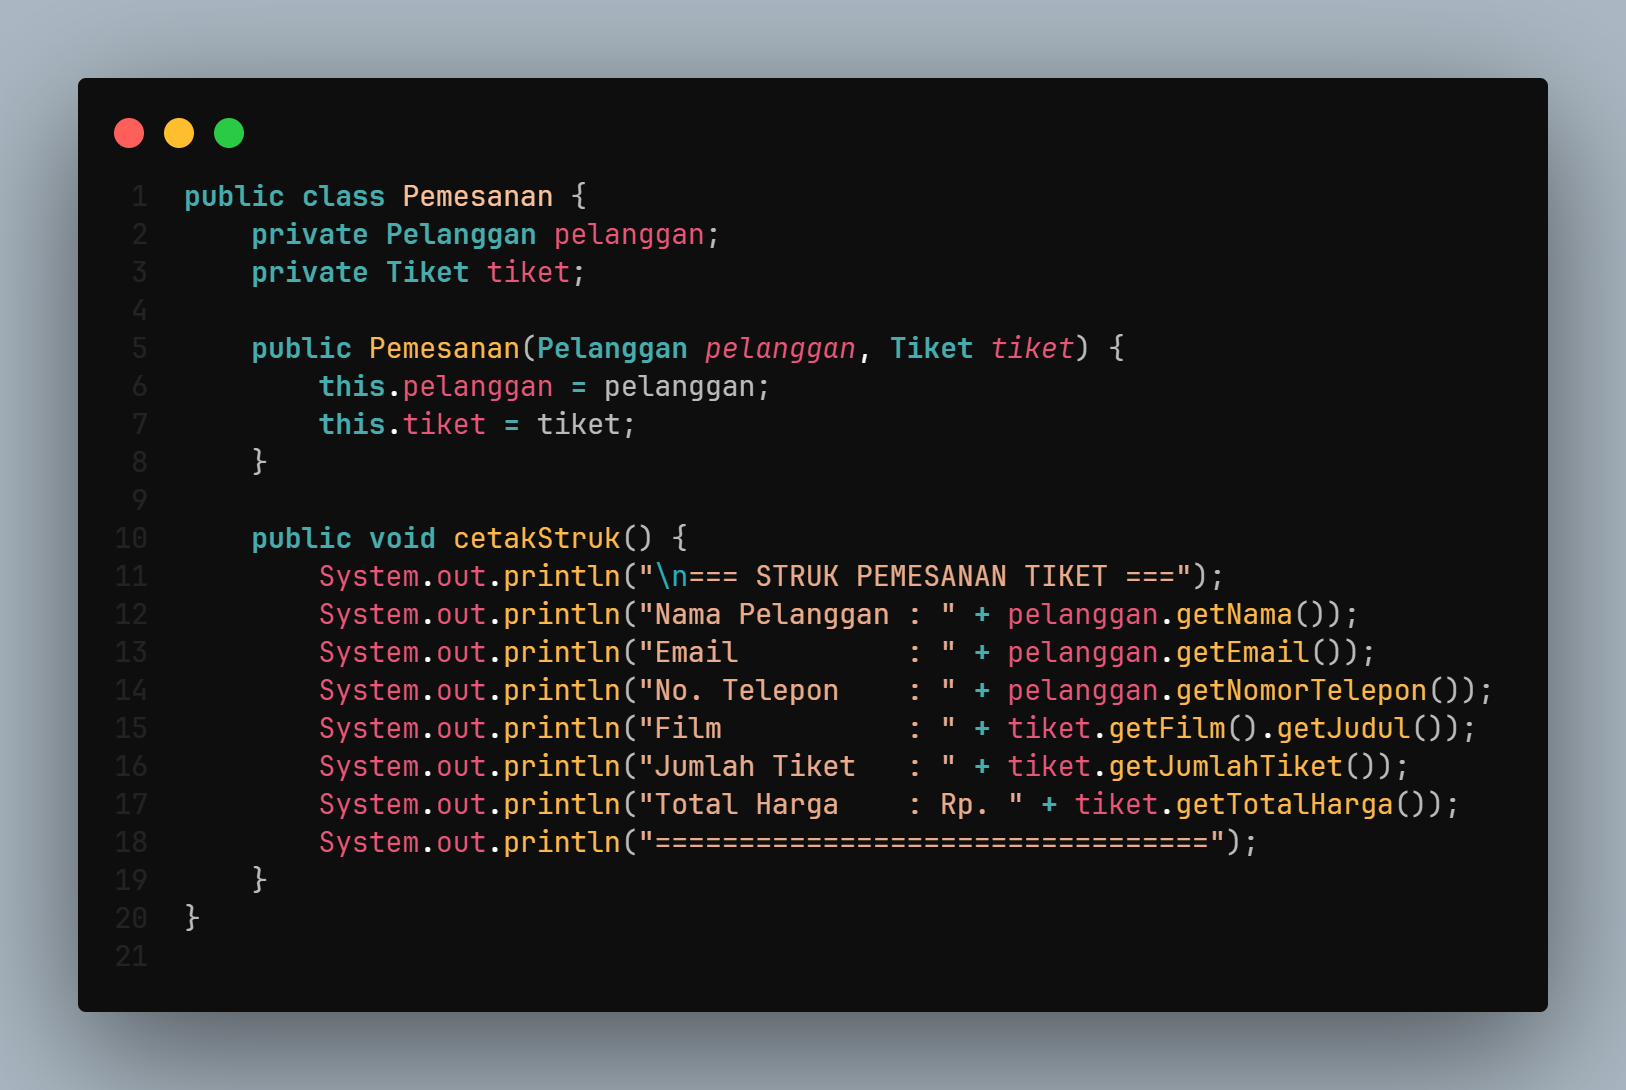 1 public class Pemesanan {
2     private Pelanggan pelanggan;
3     private Tiket tiket;
4
5     public Pemesanan(Pelanggan pelanggan, Tiket tiket) {
6         this.pelanggan = pelanggan;
7         this.tiket = tiket;
8     }
9
10     public void cetakStruk() {
11         System.out.println("\n=== STRUK PEMESANAN TIKET ===");
12         System.out.println("Nama Pelanggan : " + pelanggan.getNama());
13         System.out.println("Email          : " + pelanggan.getEmail());
14         System.out.println("No. Telepon    : " + pelanggan.getNomorTelepon());
15         System.out.println("Film           : " + tiket.getFilm().getJudul());
16         System.out.println("Jumlah Tiket   : " + tiket.getJumlahTiket());
17         System.out.println("Total Harga    : Rp. " + tiket.getTotalHarga());
18         System.out.println("=================================");
19     }
20 }
21